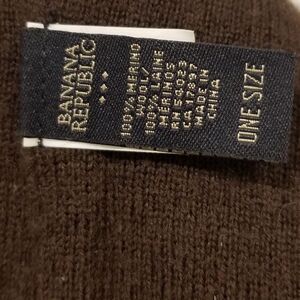 BANANA
REPUBLIC
100% MERINO
WOOL/
100% LAINE
MÉRINOS
RN 54023
CA 17897
MADE IN
CHINA
ONE SIZE